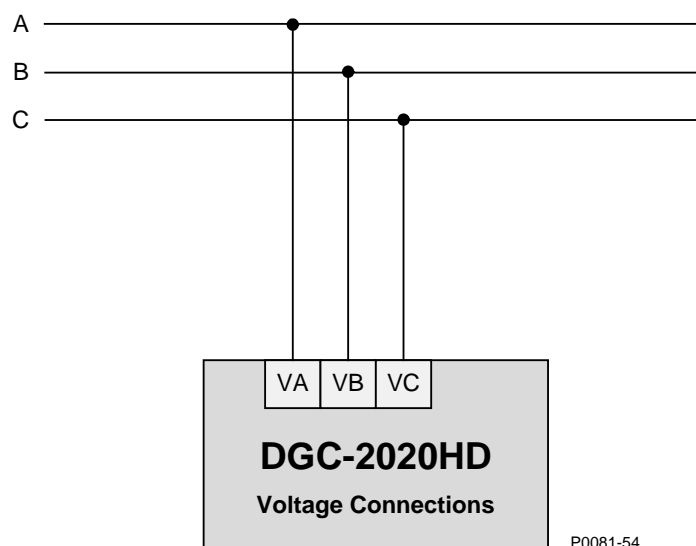 A
B
C
VA VB VC
DGC-2020HD
Voltage Connections
P0081-54